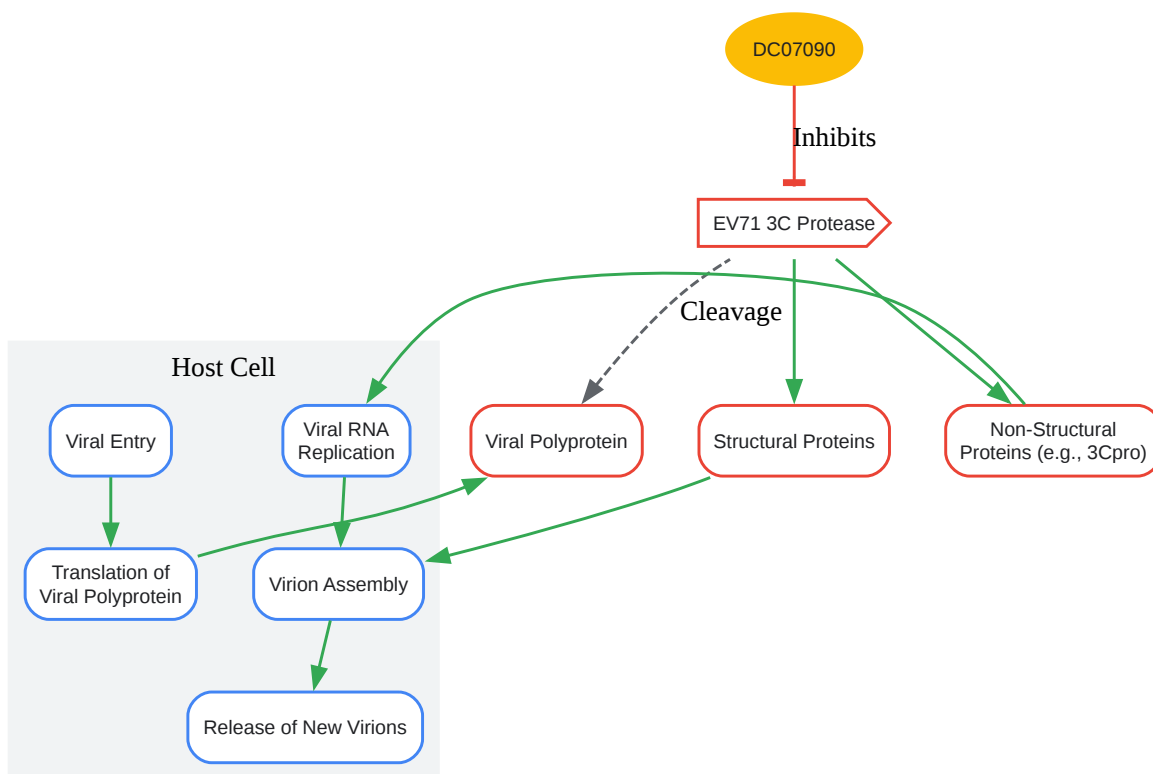 DC07090
Inhibits
EV71 3C Protease
Cleavage
Host Cell
Viral Entry
Viral RNA
Replication
Viral Polyprotein
Structural Proteins
Non-Structural
Proteins (e.g., 3Cpro)
Translation of
Viral Polyprotein
Virion Assembly
Release of New Virions